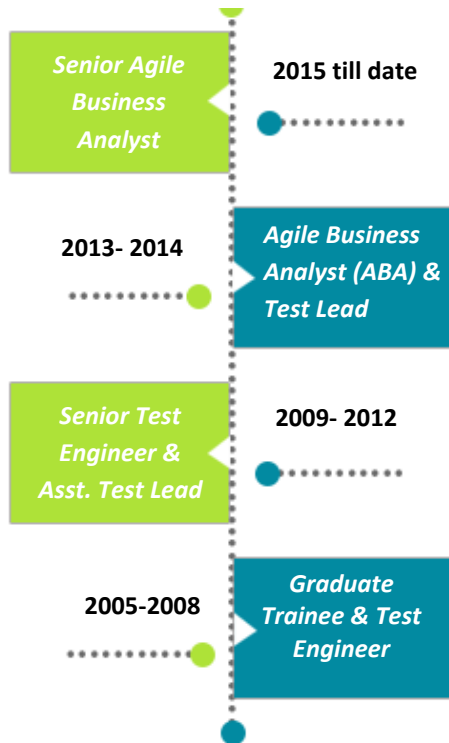 Senior Agile
Business
Analyst
2015 till date
2013- 2014
Agile Business
Analyst (ABA) &
Test Lead
Senior Test
Engineer &
Asst. Test Lead
2009- 2012
2005-2008
Graduate
Trainee & Test
Engineer